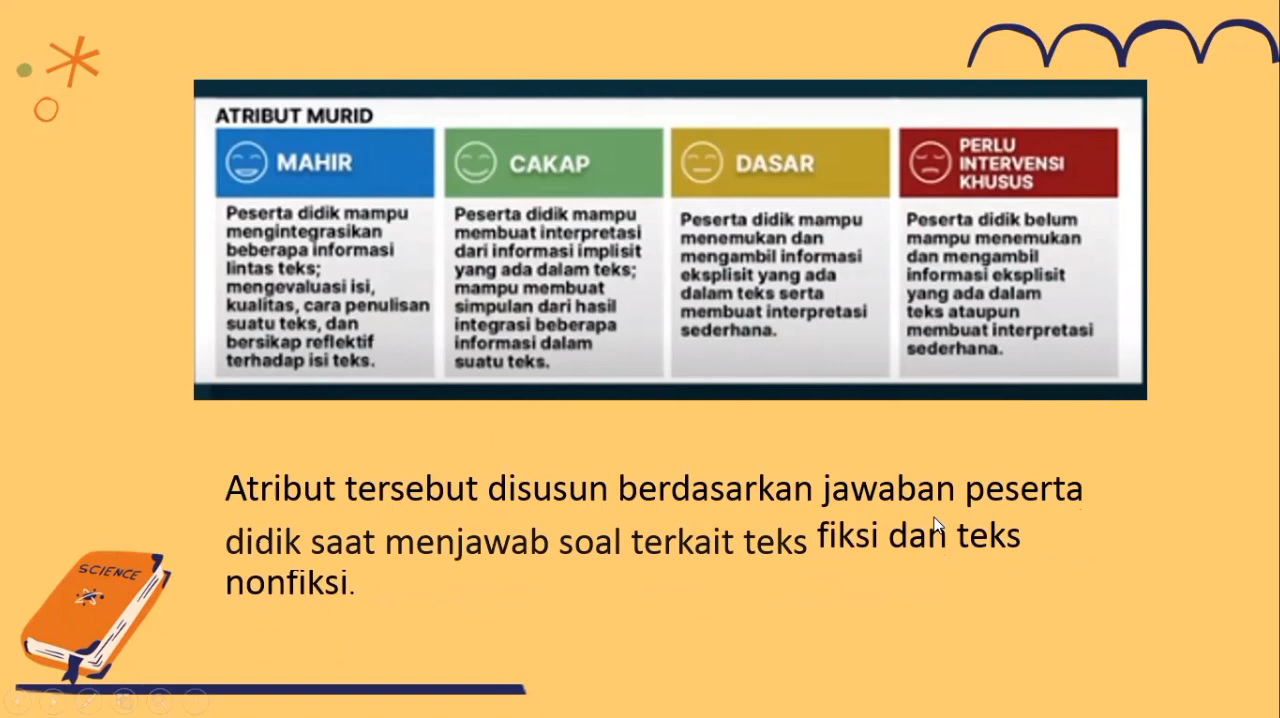 ATRIBUT MURID
MAHIR
Peserta didik mampu
mengintegrasikan
beberapa informasi
lintas teks;
mengevaluasi isi,
kualitas, cara penulisan
suatu teks, dan
bersikap reflektif
terhadap isi teks.
CAKAP
Peserta didik mampu
membuat interpretasi
dari informasi implisit
yang ada dalam teks;
mampu membuat
simpulan dari hasil
integrasi beberapa
informasi dalam
suatu teks.
DASAR
Peserta didik mampu
menemukan dan
mengambil informasi
eksplisit yang ada
dalam teks serta
membuat interpretasi
sederhana.
PERLU
INTERVENSI
KHUSUS
Peserta didik belum
mampu menemukan
dan mengambil
informasi eksplisit
yang ada dalam
teks ataupun
membuat interpretasi
sederhana.
Atribut tersebut disusun berdasarkan jawaban peserta
didik saat menjawab soal terkait teks fiksi dan teks
nonfiksi.
SCIENCE